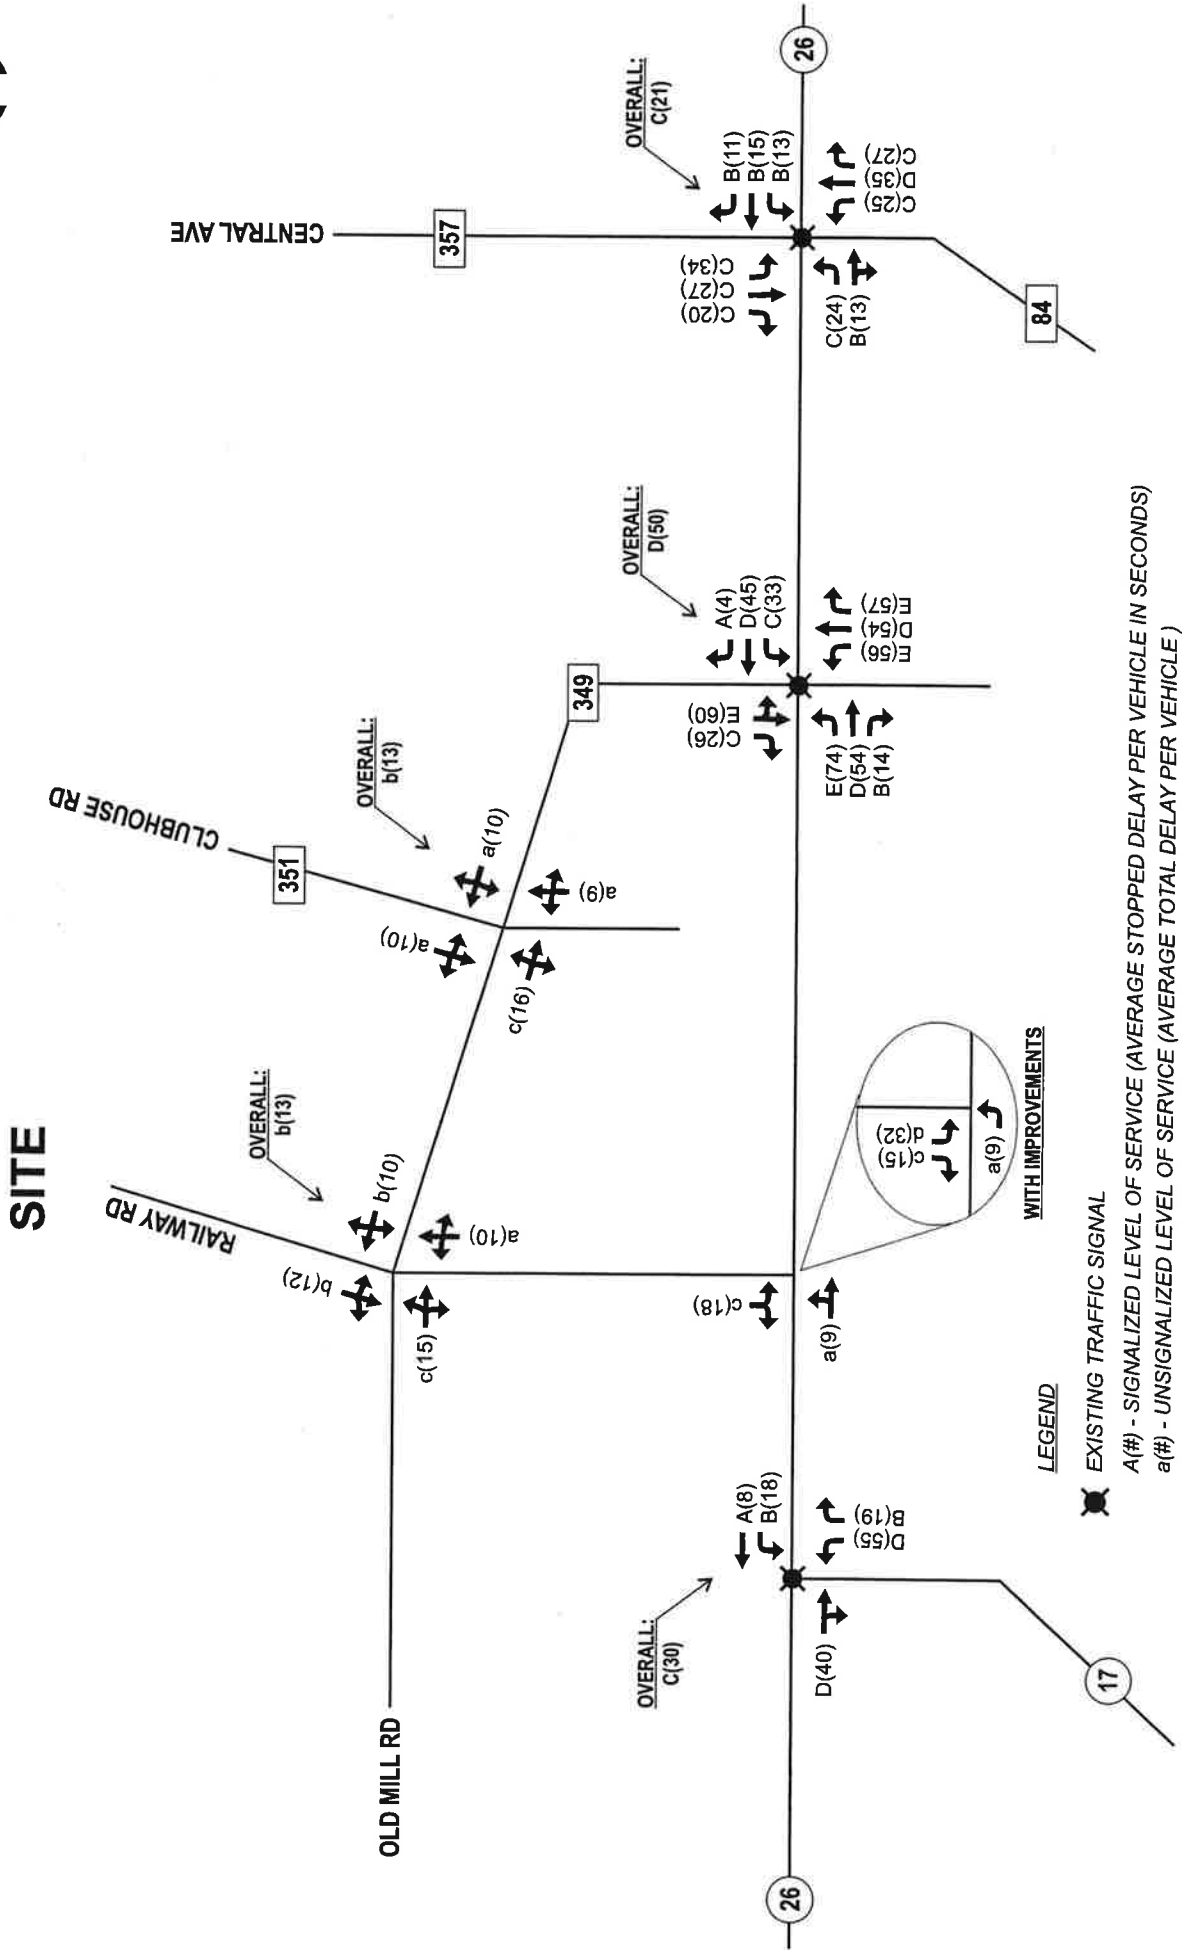 SITE
RAILWAY RD
CLUBHOUSE RD
CENTRAL AVE
OLD MILL RD
351
349
357
84
26
26
17
OVERALL:
b(13)
b(12)
b(10)
c(15)
a(10)
OVERALL:
b(13)
a(10)
a(10)
c(16)
a(9)
OVERALL:
C(30)
A(8)
B(18)
D(40)
D(55)
B(19)
c(18)
a(9)
c(15)
d(32)
a(9)
WITH IMPROVEMENTS
OVERALL:
D(50)
C(26)
E(60)
A(4)
D(45)
C(33)
E(74)
D(54)
B(14)
E(56)
D(54)
E(57)
OVERALL:
C(21)
C(20)
C(27)
C(34)
B(11)
B(15)
B(13)
C(24)
B(13)
C(25)
D(35)
C(27)
LEGEND
EXISTING TRAFFIC SIGNAL
A(#) - SIGNALIZED LEVEL OF SERVICE (AVERAGE STOPPED DELAY PER VEHICLE IN SECONDS)
a(#) - UNSIGNALIZED LEVEL OF SERVICE (AVERAGE TOTAL DELAY PER VEHICLE )